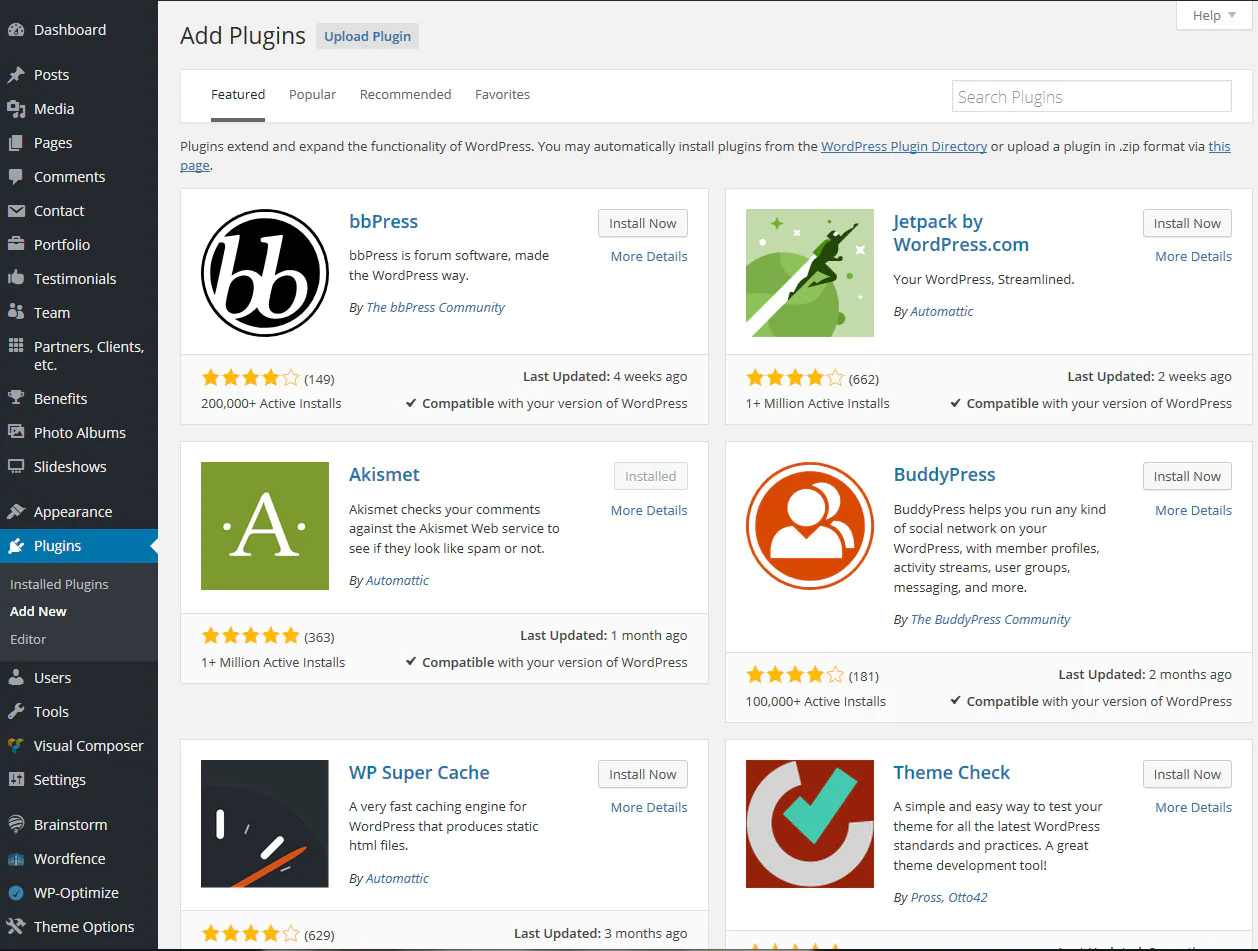 Dashboard
Posts
Media
Pages
Comments
Contact
Portfolio
Testimonials
Team
Partners, Clients,
etc.
Benefits
Photo Albums
Slideshows
Appearance
Plugins
Installed Plugins
Add New
Editor
Users
Tools
Visual Composer
Settings
Brainstorm
Wordfence
WP-Optimize
Theme Options
Help
Add Plugins Upload Plugin
Featured Popular Recommended Favorites Search Plugins
Plugins extend and expand the functionality of WordPress. You may automatically install plugins from the WordPress Plugin Directory or upload a plugin in .zip format via this
page.
bb
bbPress
Install Now
More Details
bbPress is forum software, made
the WordPress way.
By The bbPress Community
(149)
Last Updated: 4 weeks ago
200,000+ Active Installs
Compatible with your version of WordPress
Jetpack by
WordPress.com
Install Now
More Details
Your WordPress, Streamlined.
By Automattic
(662)
Last Updated: 2 weeks ago
1+ Million Active Installs
Compatible with your version of WordPress
·A·
Akismet
Installed
More Details
Akismet checks your comments
against the Akismet Web service to
see if they look like spam or not.
By Automattic
(363)
Last Updated: 1 month ago
1+ Million Active Installs
Compatible with your version of WordPress
BuddyPress
Install Now
More Details
BuddyPress helps you run any kind
of social network on your
WordPress, with member profiles,
activity streams, user groups,
messaging, and more.
By The BuddyPress Community
(181)
Last Updated: 2 months ago
100,000+ Active Installs
Compatible with your version of WordPress
WP Super Cache
Install Now
More Details
A very fast caching engine for
WordPress that produces static
html files.
By Automattic
(629)
Last Updated: 3 months ago
Theme Check
Install Now
More Details
A simple and easy way to test your
theme for all the latest WordPress
standards and practices. A great
theme development tool!
By Pross, Otto42